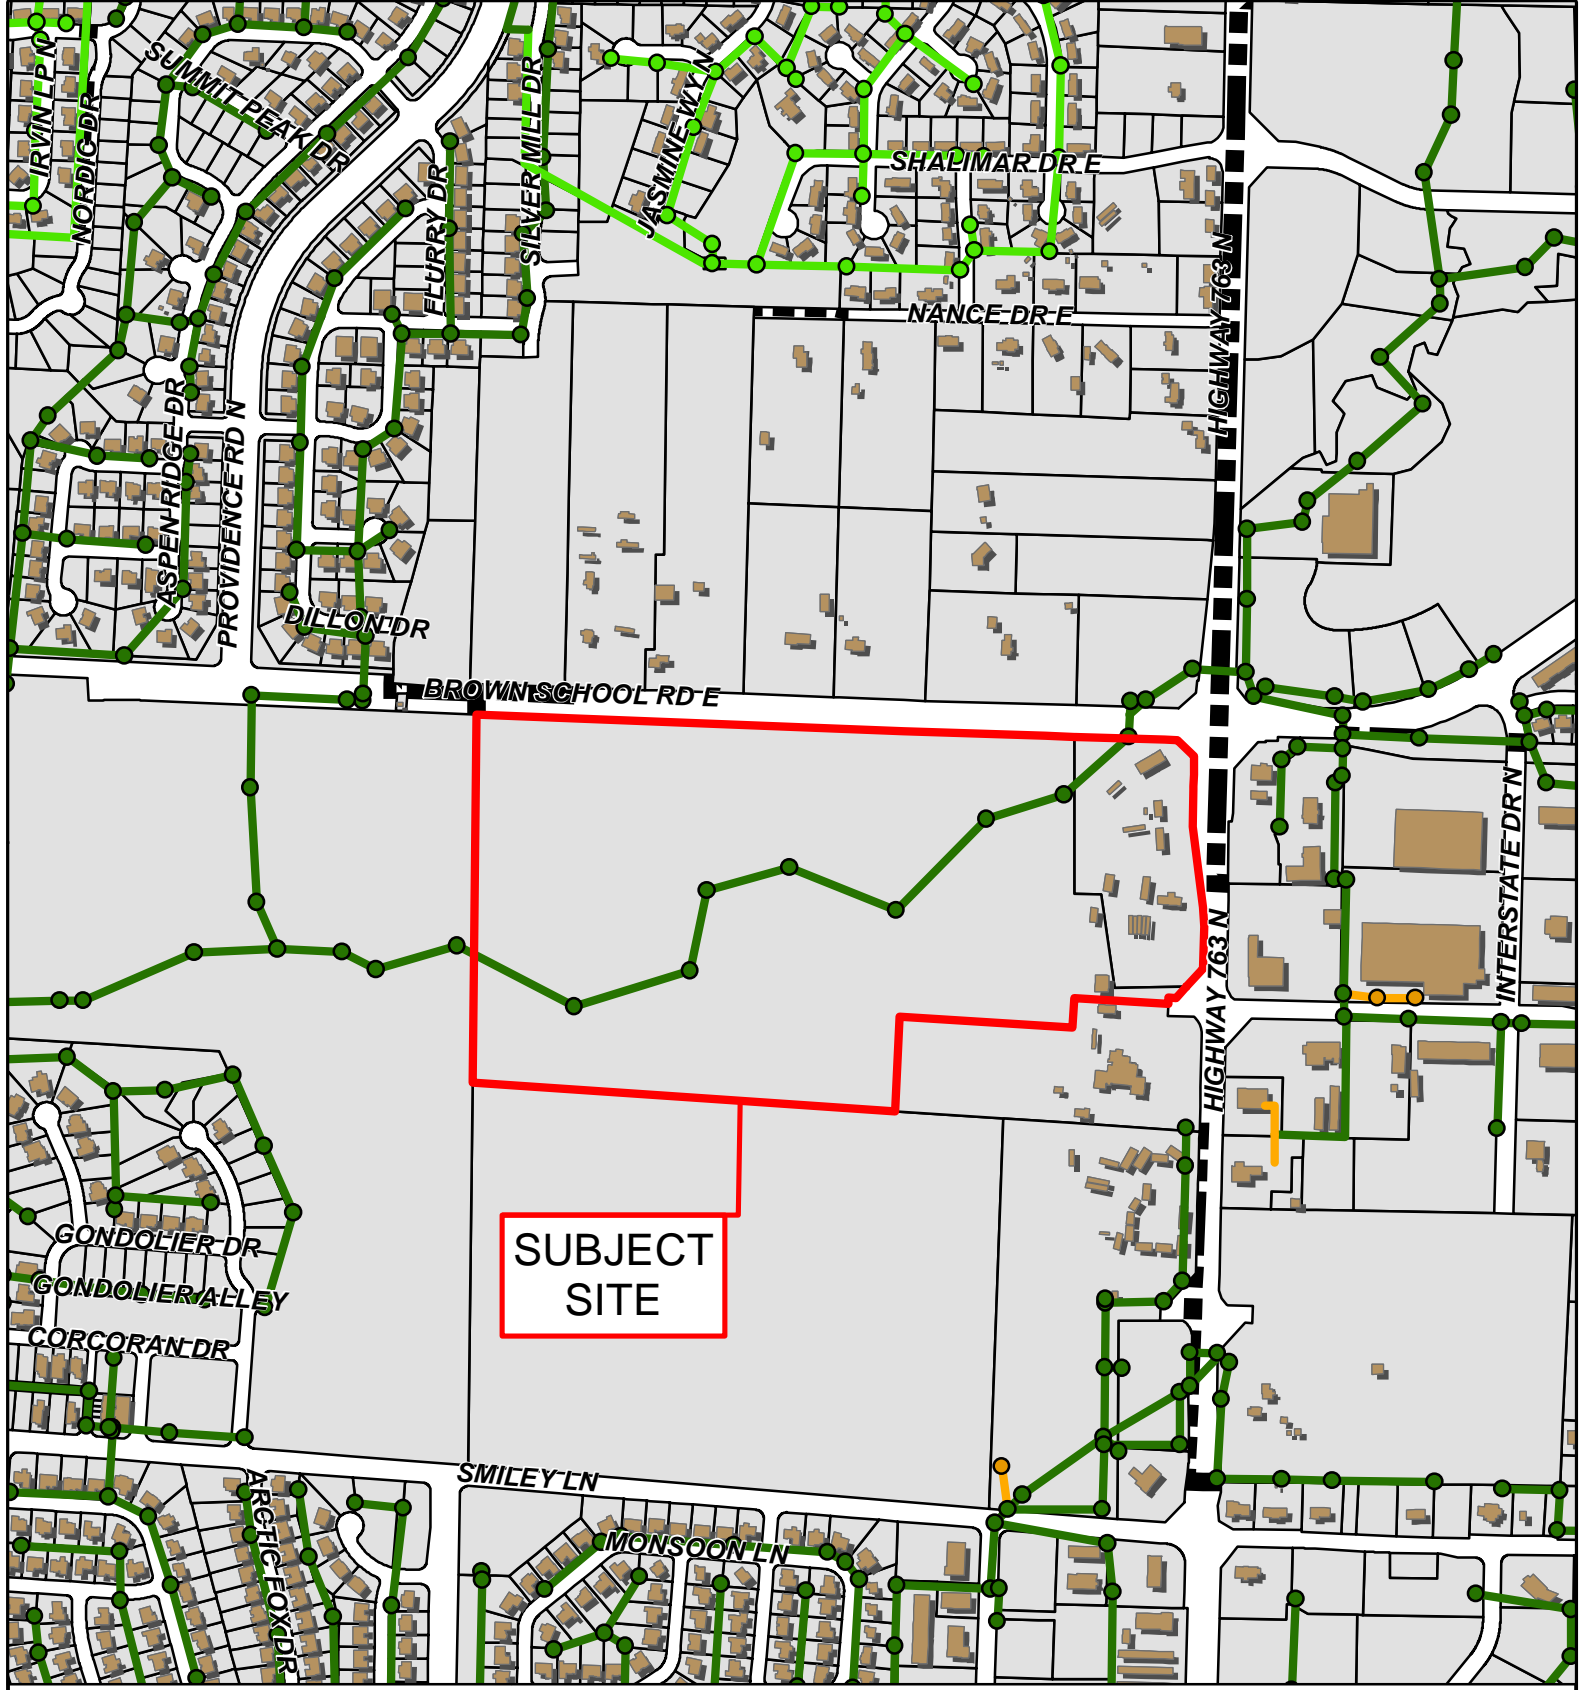 IRVIN LP N
NORDIC DR
SUMMIT PEAK DR
FLURRY DR
SILVER MILL DR
JASMINE WY N
SHALIMAR DR E
NANCE DR E
HIGHWAY 763 N
ASPEN RIDGE DR
PROVIDENCE RD N
DILLON DR
BROWN SCHOOL RD E
INTERSTATE DR N
HIGHWAY 763 N
SUBJECT
SITE
GONDOLIER DR
GONDOLIER ALLEY
CORCORAN DR
SMILEY LN
ARCTIC FOX DR
MONSOON LN